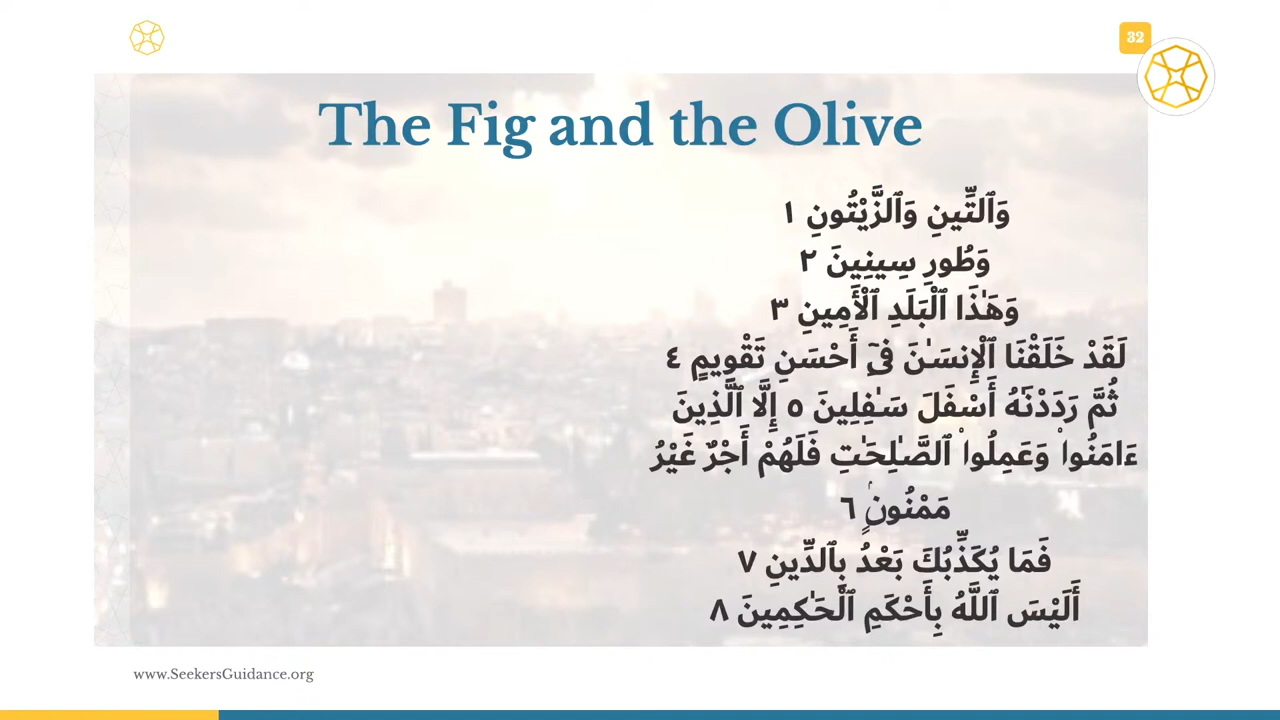 32
The Fig and the Olive
وَٱلتِّينِ وَٱلزَّيْتُونِ ١
وَطُورِ سِينِينَ ٢
وَهَـٰذَا ٱلْبَلَدِ ٱلْأَمِينِ ٣
لَقَدْ خَلَقْنَا ٱلْإِنسَـٰنَ فِىٓ أَحْسَنِ تَقْوِيمٍ ٤
ثُمَّ رَدَدْنَـٰهُ أَسْفَلَ سَـٰفِلِينَ ٥ إِلَّا ٱلَّذِينَ
ءَامَنُوا۟ وَعَمِلُوا۟ ٱلصَّـٰلِحَـٰتِ فَلَهُمْ أَجْرٌ غَيْرُ
مَمْنُونٍۢ ٦
فَمَا يُكَذِّبُكَ بَعْدُ بِٱلدِّينِ ٧
أَلَيْسَ ٱللَّهُ بِأَحْكَمِ ٱلْحَـٰكِمِينَ ٨
www.SeekersGuidance.org